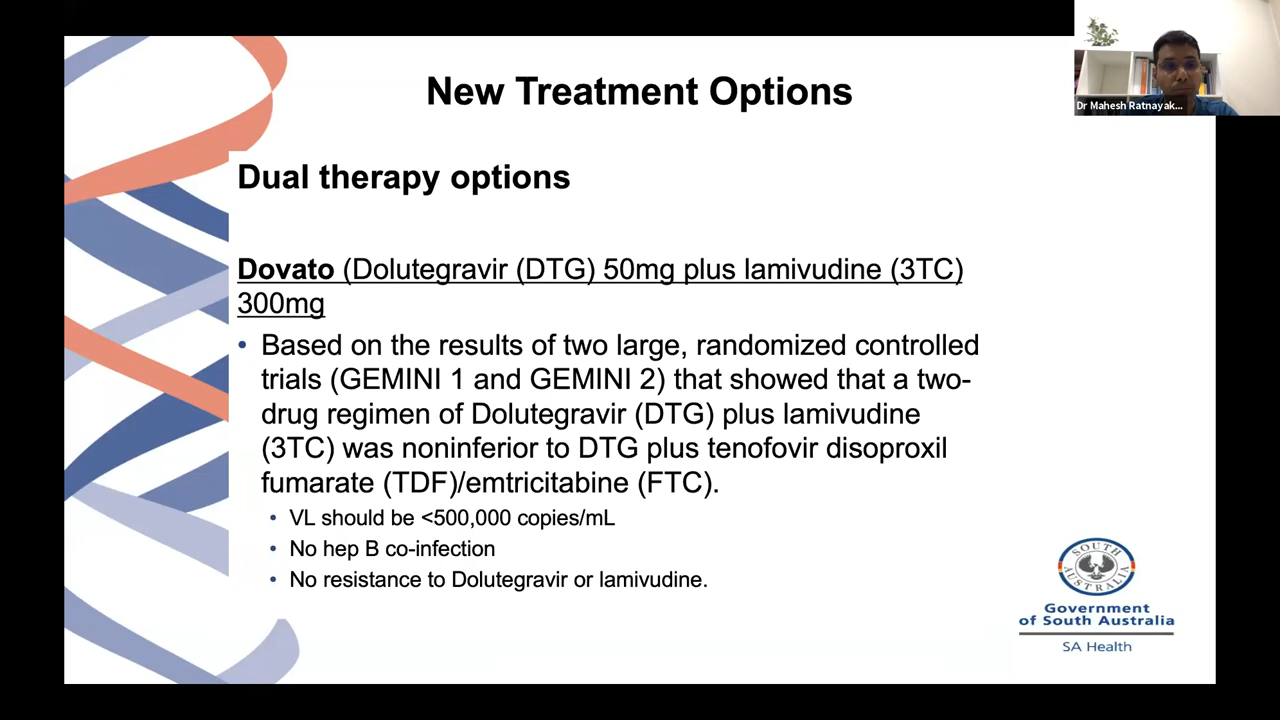 New Treatment Options
Dr Mahesh Ratnayak...
Dual therapy options
Dovato (Dolutegravir (DTG) 50mg plus lamivudine (3TC)
300mg
• Based on the results of two large, randomized controlled
trials (GEMINI 1 and GEMINI 2) that showed that a two-
drug regimen of Dolutegravir (DTG) plus lamivudine
(3TC) was noninferior to DTG plus tenofovir disoproxil
fumarate (TDF)/emtricitabine (FTC).
• VL should be <500,000 copies/mL
• No hep B co-infection
• No resistance to Dolutegravir or lamivudine.
SOUTH
AUSTRALIA
Government
of South Australia
SA Health